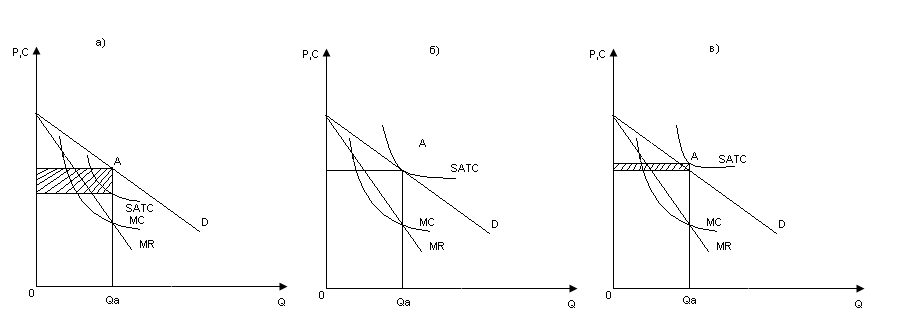 а)
P,C
A
SATC
MC
D
MR
0
Qa
Q
б)
P,C
A
SATC
MC
D
MR
0
Qa
Q
в)
P,C
A
SATC
MC
D
MR
0
Qa
Q